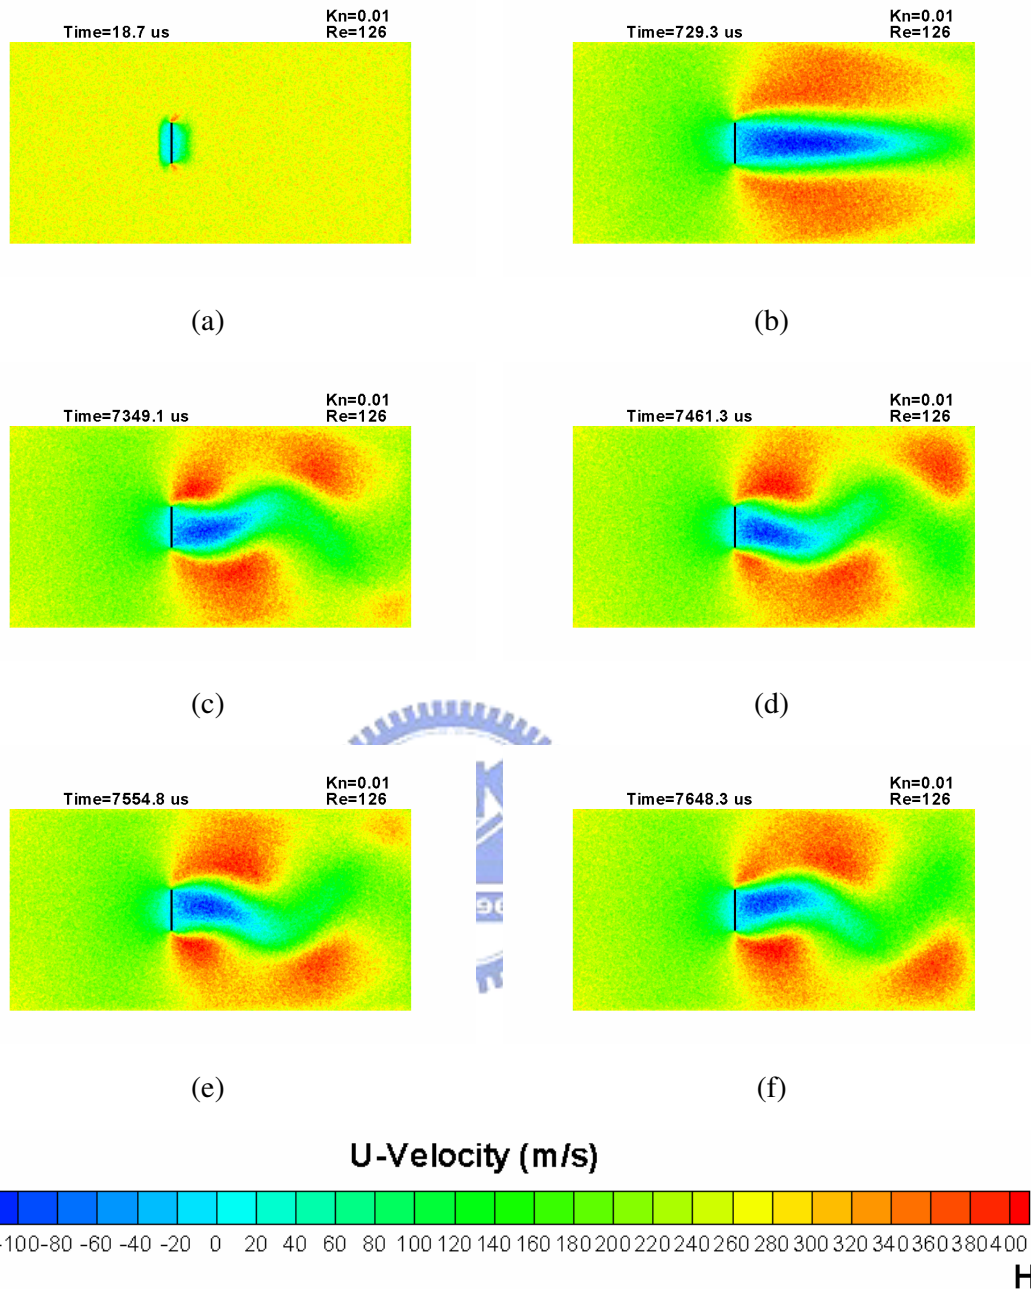 Kn=0.01
Time=18.7 us Re=126
Kn=0.01
Time=729.3 us Re=126
(a) (b)
Kn=0.01
Time=7349.1 us Re=126
Kn=0.01
Time=7461.3 us Re=126
(c) (d)
Kn=0.01
Time=7554.8 us Re=126
Kn=0.01
Time=7648.3 us Re=126
(e) (f)
U-Velocity (m/s)
-100 -80 -60 -40 -20 0 20 40 60 80 100 120 140 160 180 200 220 240 260 280 300 320 340 360 380 400
H